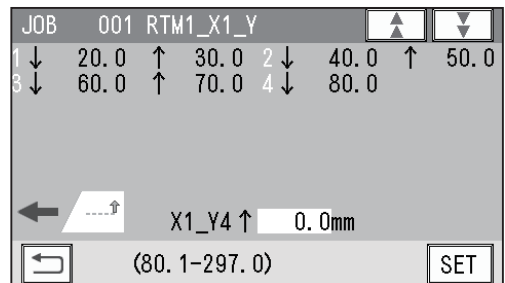 JOB 001 RTM1_X1_Y
1↓ 20.0 ↑ 30.0 2↓ 40.0 ↑ 50.0
3↓ 60.0 ↑ 70.0 4↓ 80.0
X1_Y4↑ 0.0mm
(80.1-297.0) SET